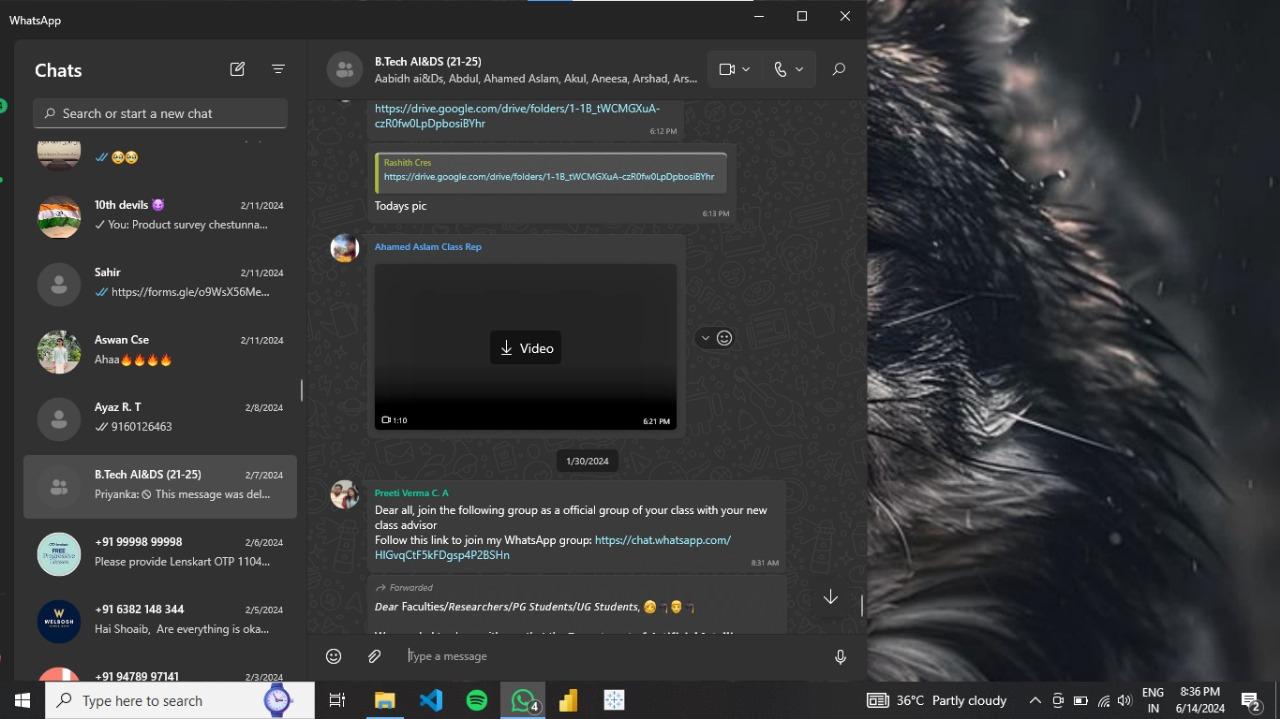 WhatsApp
Chats
Search or start a new chat
10th devils 😈 2/11/2024
You: Product survey chestunna...
Sahir 2/11/2024
https://forms.gle/o9WsX56Me...
Aswan Cse 2/11/2024
Ahaa🔥🔥🔥🔥
Ayaz R. T 2/8/2024
9160126463
B.Tech AI&DS (21-25) 2/7/2024
Priyanka: 🚫 This message was del...
+91 99998 99998 2/6/2024
Please provide Lenskart OTP 1104...
+91 6382 148 344 2/5/2024
WELBOSH
Hai Shoaib, Are everything is oka...
+91 94789 97141 2/3/2024
B.Tech AI&DS (21-25)
Aabidh ai&Ds, Abdul, Ahamed Aslam, Akul, Aneesa, Arshad, Ars...
https://drive.google.com/drive/folders/1-1B_tWCMGXuA-
czR0fw0LpDpbosiBYhr
6:12 PM
Rashith Cres
https://drive.google.com/drive/folders/1-1B_tWCMGXuA-czR0fw0LpDpbosiBYhr
Todays pic
6:13 PM
Ahamed Aslam Class Rep
Video
1:10 6:21 PM
1/30/2024
Preeti Verma C. A
Dear all, join the following group as a official group of your class with your new
class advisor
Follow this link to join my WhatsApp group: https://chat.whatsapp.com/
HIGvqCtF5kFDgsp4P2BSHn
8:31 AM
Forwarded
Dear Faculties/Researchers/PG Students/UG Students,
Type a message
Type here to search
4
36°C Partly cloudy
ENG
IN
8:36 PM
6/14/2024
2